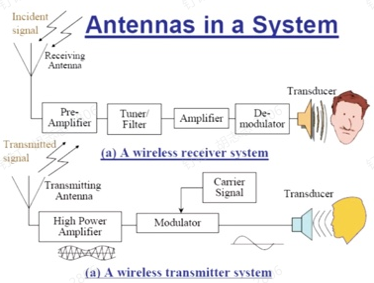 Antennas in a System
Incident
signal
Receiving
Antenna
Transducer
Pre-
Amplifier
Tuner/
Filter
Amplifier
De-
modulator
(a) A wireless receiver system
Transmitted
signal
Transmitting
Antenna
Carrier
Signal
Transducer
High Power
Amplifier
Modulator
(a) A wireless transmitter system